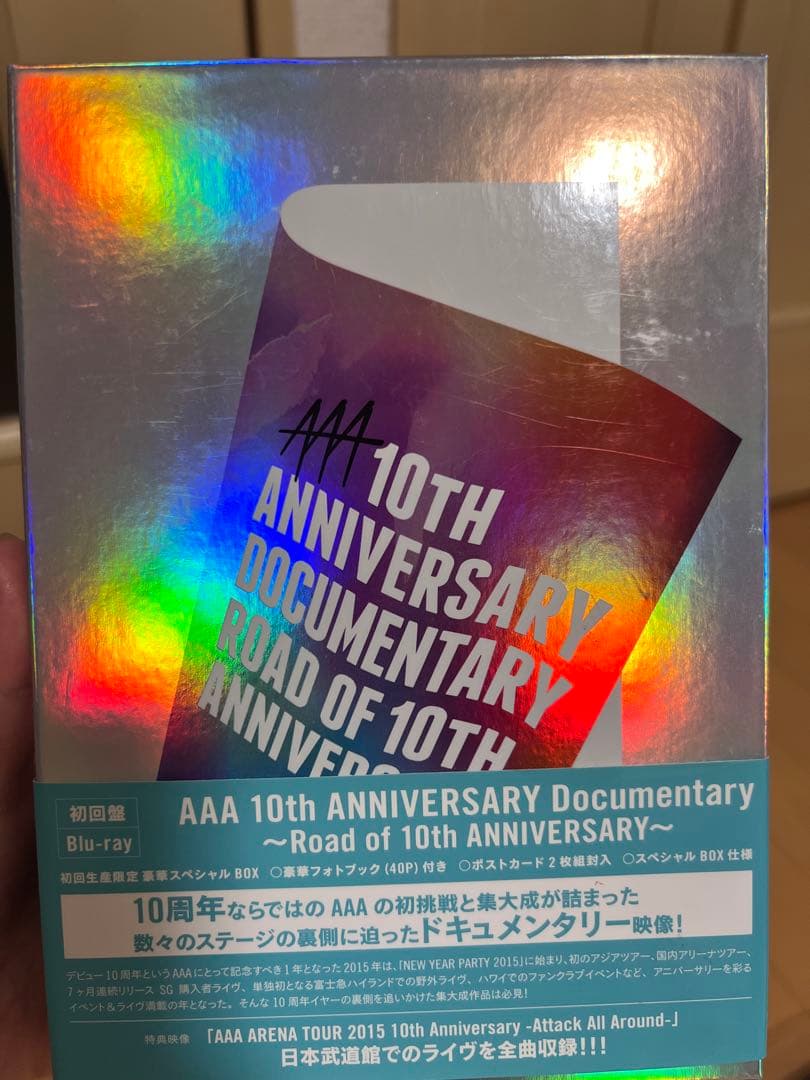 AAA 10TH
ANNIVERSARY
DOCUMENTARY
ROAD OF 10TH
初回盤
Blu-ray
AAA 10th ANNIVERSARY Documentary
〜Road of 10th ANNIVERSARY〜
初回生産限定 豪華スペシャル BOX ○豪華フォトブック (40P) 付き ○ポストカード 2 枚組封入 ○スペシャル BOX 仕様
10周年ならではの AAA の初挑戦と集大成が詰まった
数々のステージの裏側に迫ったドキュメンタリー映像!
デビュー 10 周年という AAA にとって記念すべき 1 年となった 2015 年は、「NEW YEAR PARTY 2015」に始まり、初のアジアツアー、国内アリーナツアー、
7 ヶ月連続リリース SG 購入者ライヴ、単独初となる富士急ハイランドでの野外ライヴ、ハワイでのファンクラブイベントなど、アニバーサリーを彩る
イベント&ライヴ満載の年となった。そんな 10 周年イヤーの裏側を追いかけた集大成作品は必見!
特典映像 「AAA ARENA TOUR 2015 10th Anniversary -Attack All Around-」
日本武道館でのライヴを全曲収録!!!